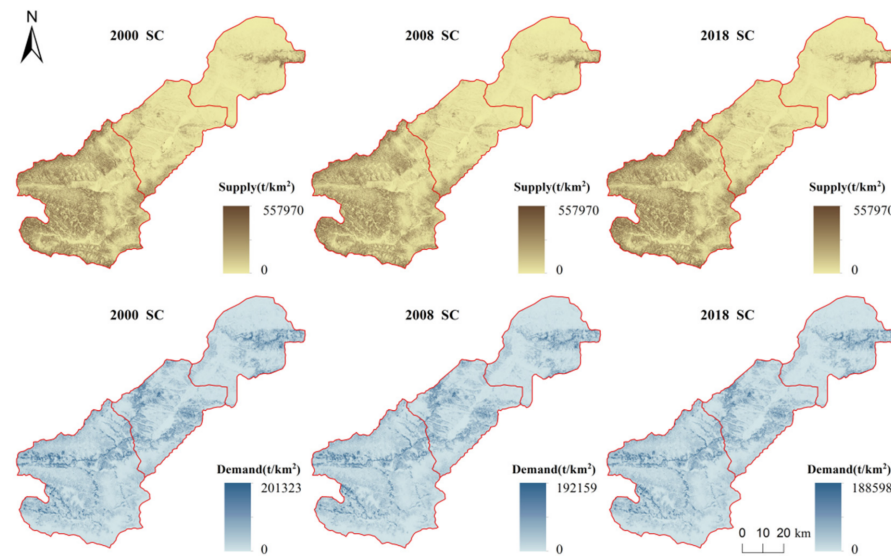 N
2000 SC
2008 SC
2018 SC
Supply(t/km²)
557970
0
Supply(t/km²)
557970
0
Supply(t/km²)
557970
0
2000 SC
2008 SC
2018 SC
Demand(t/km²)
201323
0
Demand(t/km²)
192159
0
Demand(t/km²)
188598
0
0 10 20 km